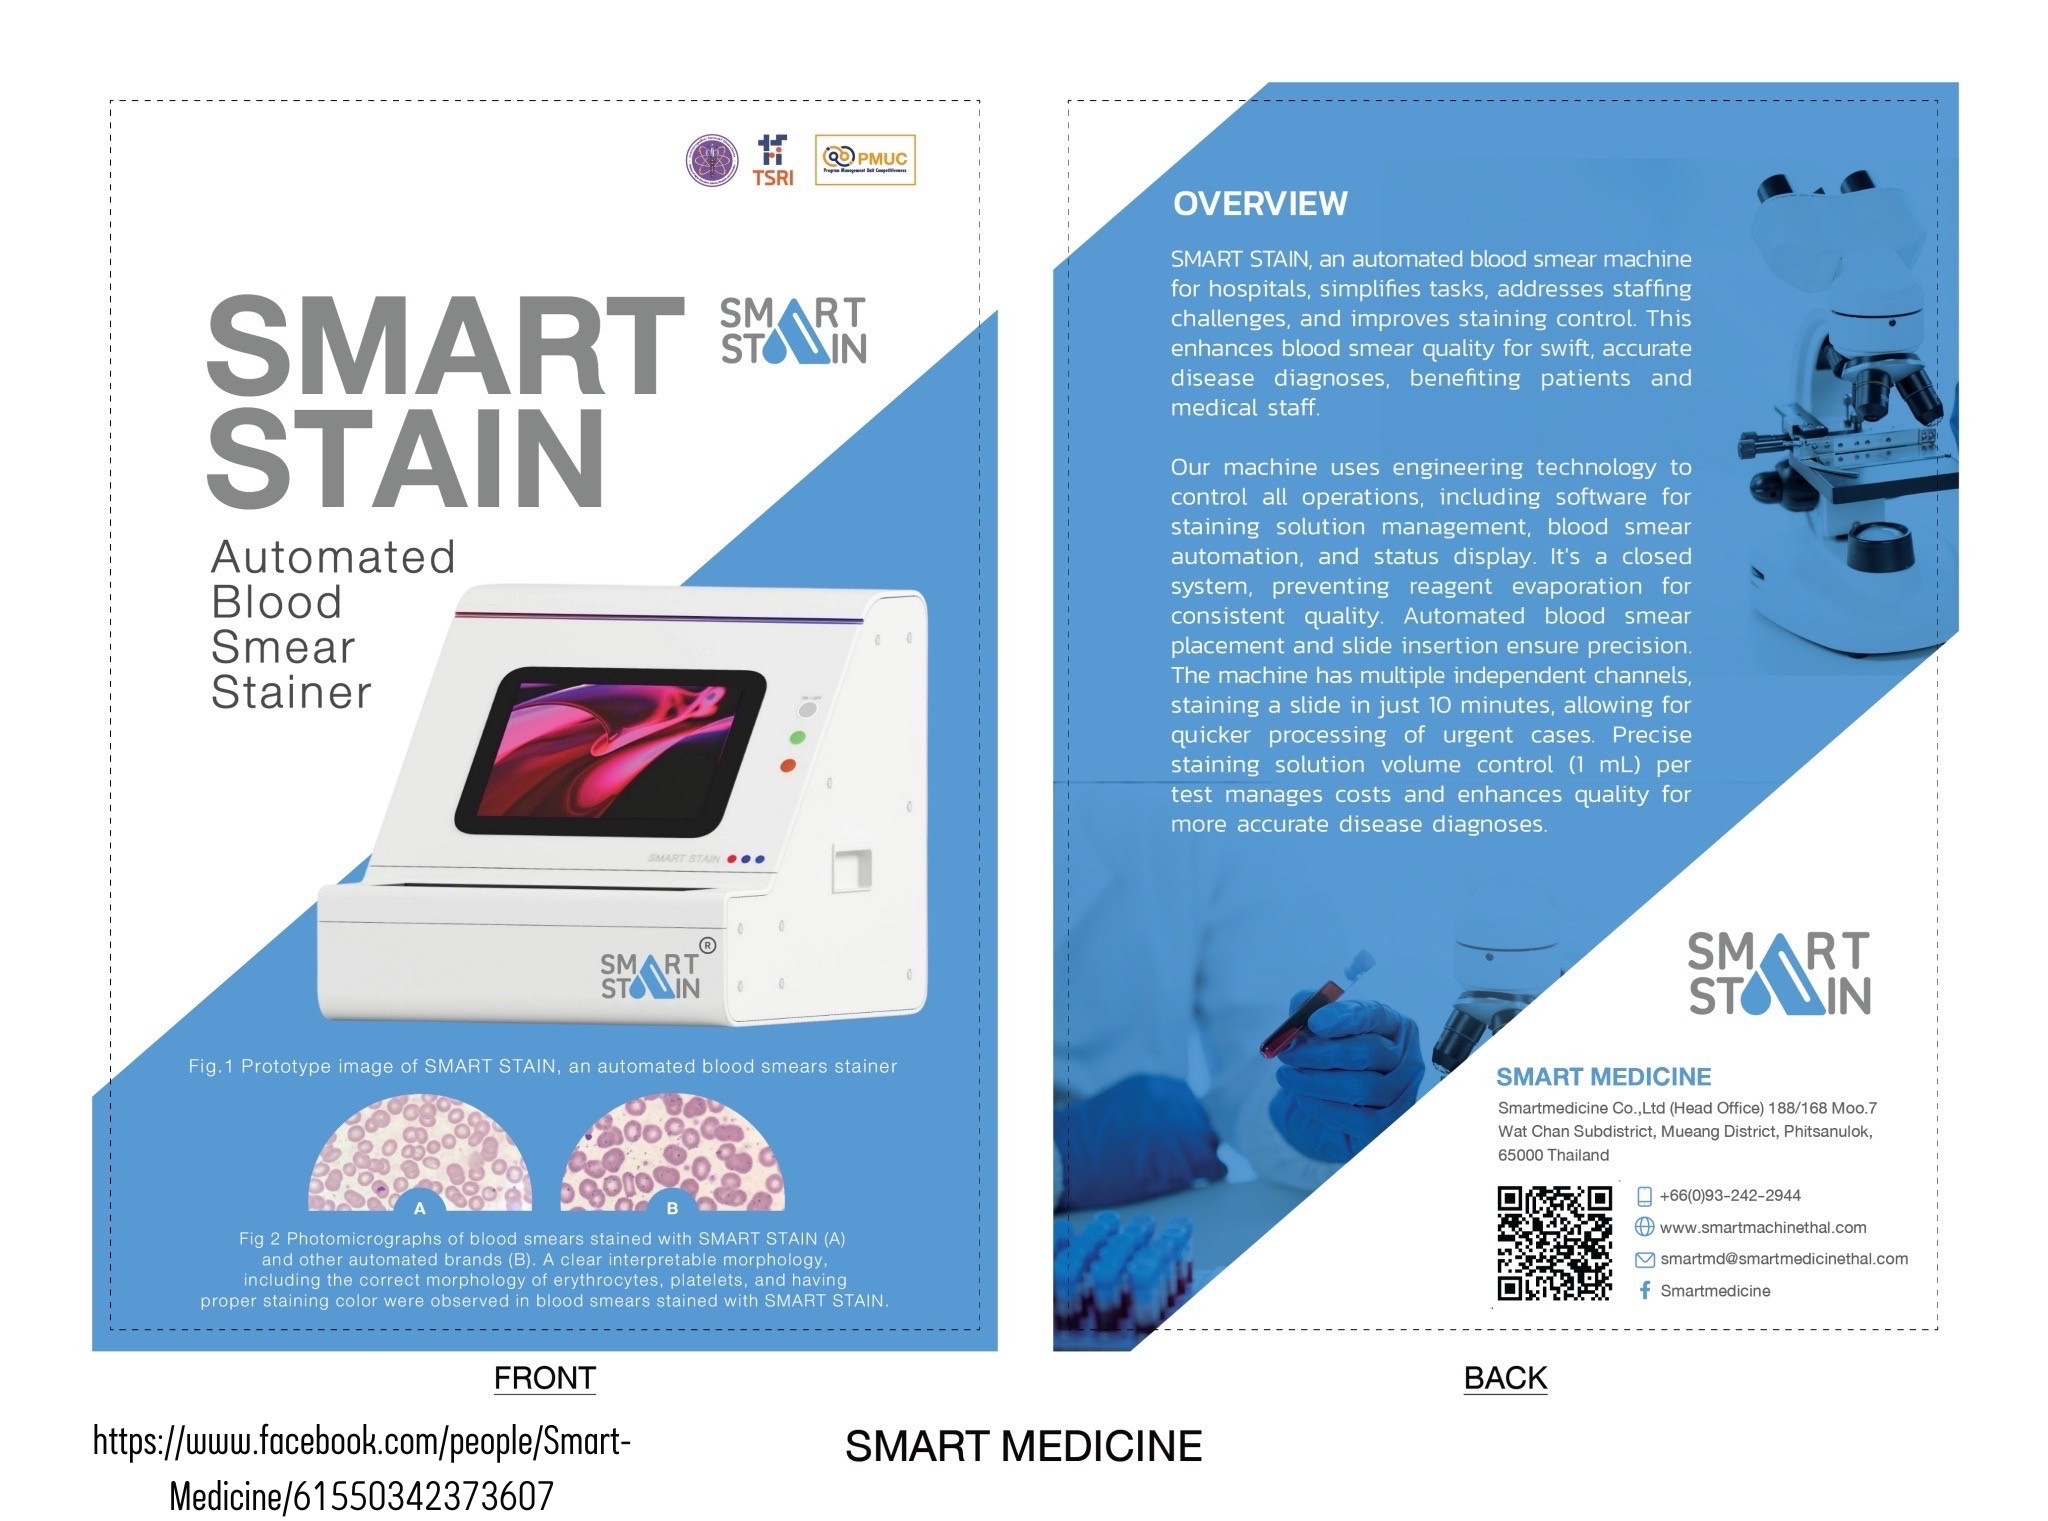 TSRI
PMUC
Program Management Unit Competitiveness
SMART
STAIN
SMART
STAIN
Automated
Blood
Smear
Stainer
ON - OFF
SMART STAIN
SMART
STAIN ®
Fig.1 Prototype image of SMART STAIN, an automated blood smears stainer
A
B
Fig 2 Photomicrographs of blood smears stained with SMART STAIN (A)
and other automated brands (B). A clear interpretable morphology,
including the correct morphology of erythrocytes, platelets, and having
proper staining color were observed in blood smears stained with SMART STAIN.
FRONT
OVERVIEW
SMART STAIN, an automated blood smear machine
for hospitals, simplifies tasks, addresses staffing
challenges, and improves staining control. This
enhances blood smear quality for swift, accurate
disease diagnoses, benefiting patients and
medical staff.
Our machine uses engineering technology to
control all operations, including software for
staining solution management, blood smear
automation, and status display. It's a closed
system, preventing reagent evaporation for
consistent quality. Automated blood smear
placement and slide insertion ensure precision.
The machine has multiple independent channels,
staining a slide in just 10 minutes, allowing for
quicker processing of urgent cases. Precise
staining solution volume control (1 mL) per
test manages costs and enhances quality for
more accurate disease diagnoses.
SMART
STAIN
SMART MEDICINE
Smartmedicine Co.,Ltd (Head Office) 188/168 Moo.7
Wat Chan Subdistrict, Mueang District, Phitsanulok,
65000 Thailand
+66(0)93-242-2944
www.smartmachinethal.com
smartmd@smartmedicinethal.com
Smartmedicine
BACK
https://www.facebook.com/people/Smart-
Medicine/61550342373607
SMART MEDICINE